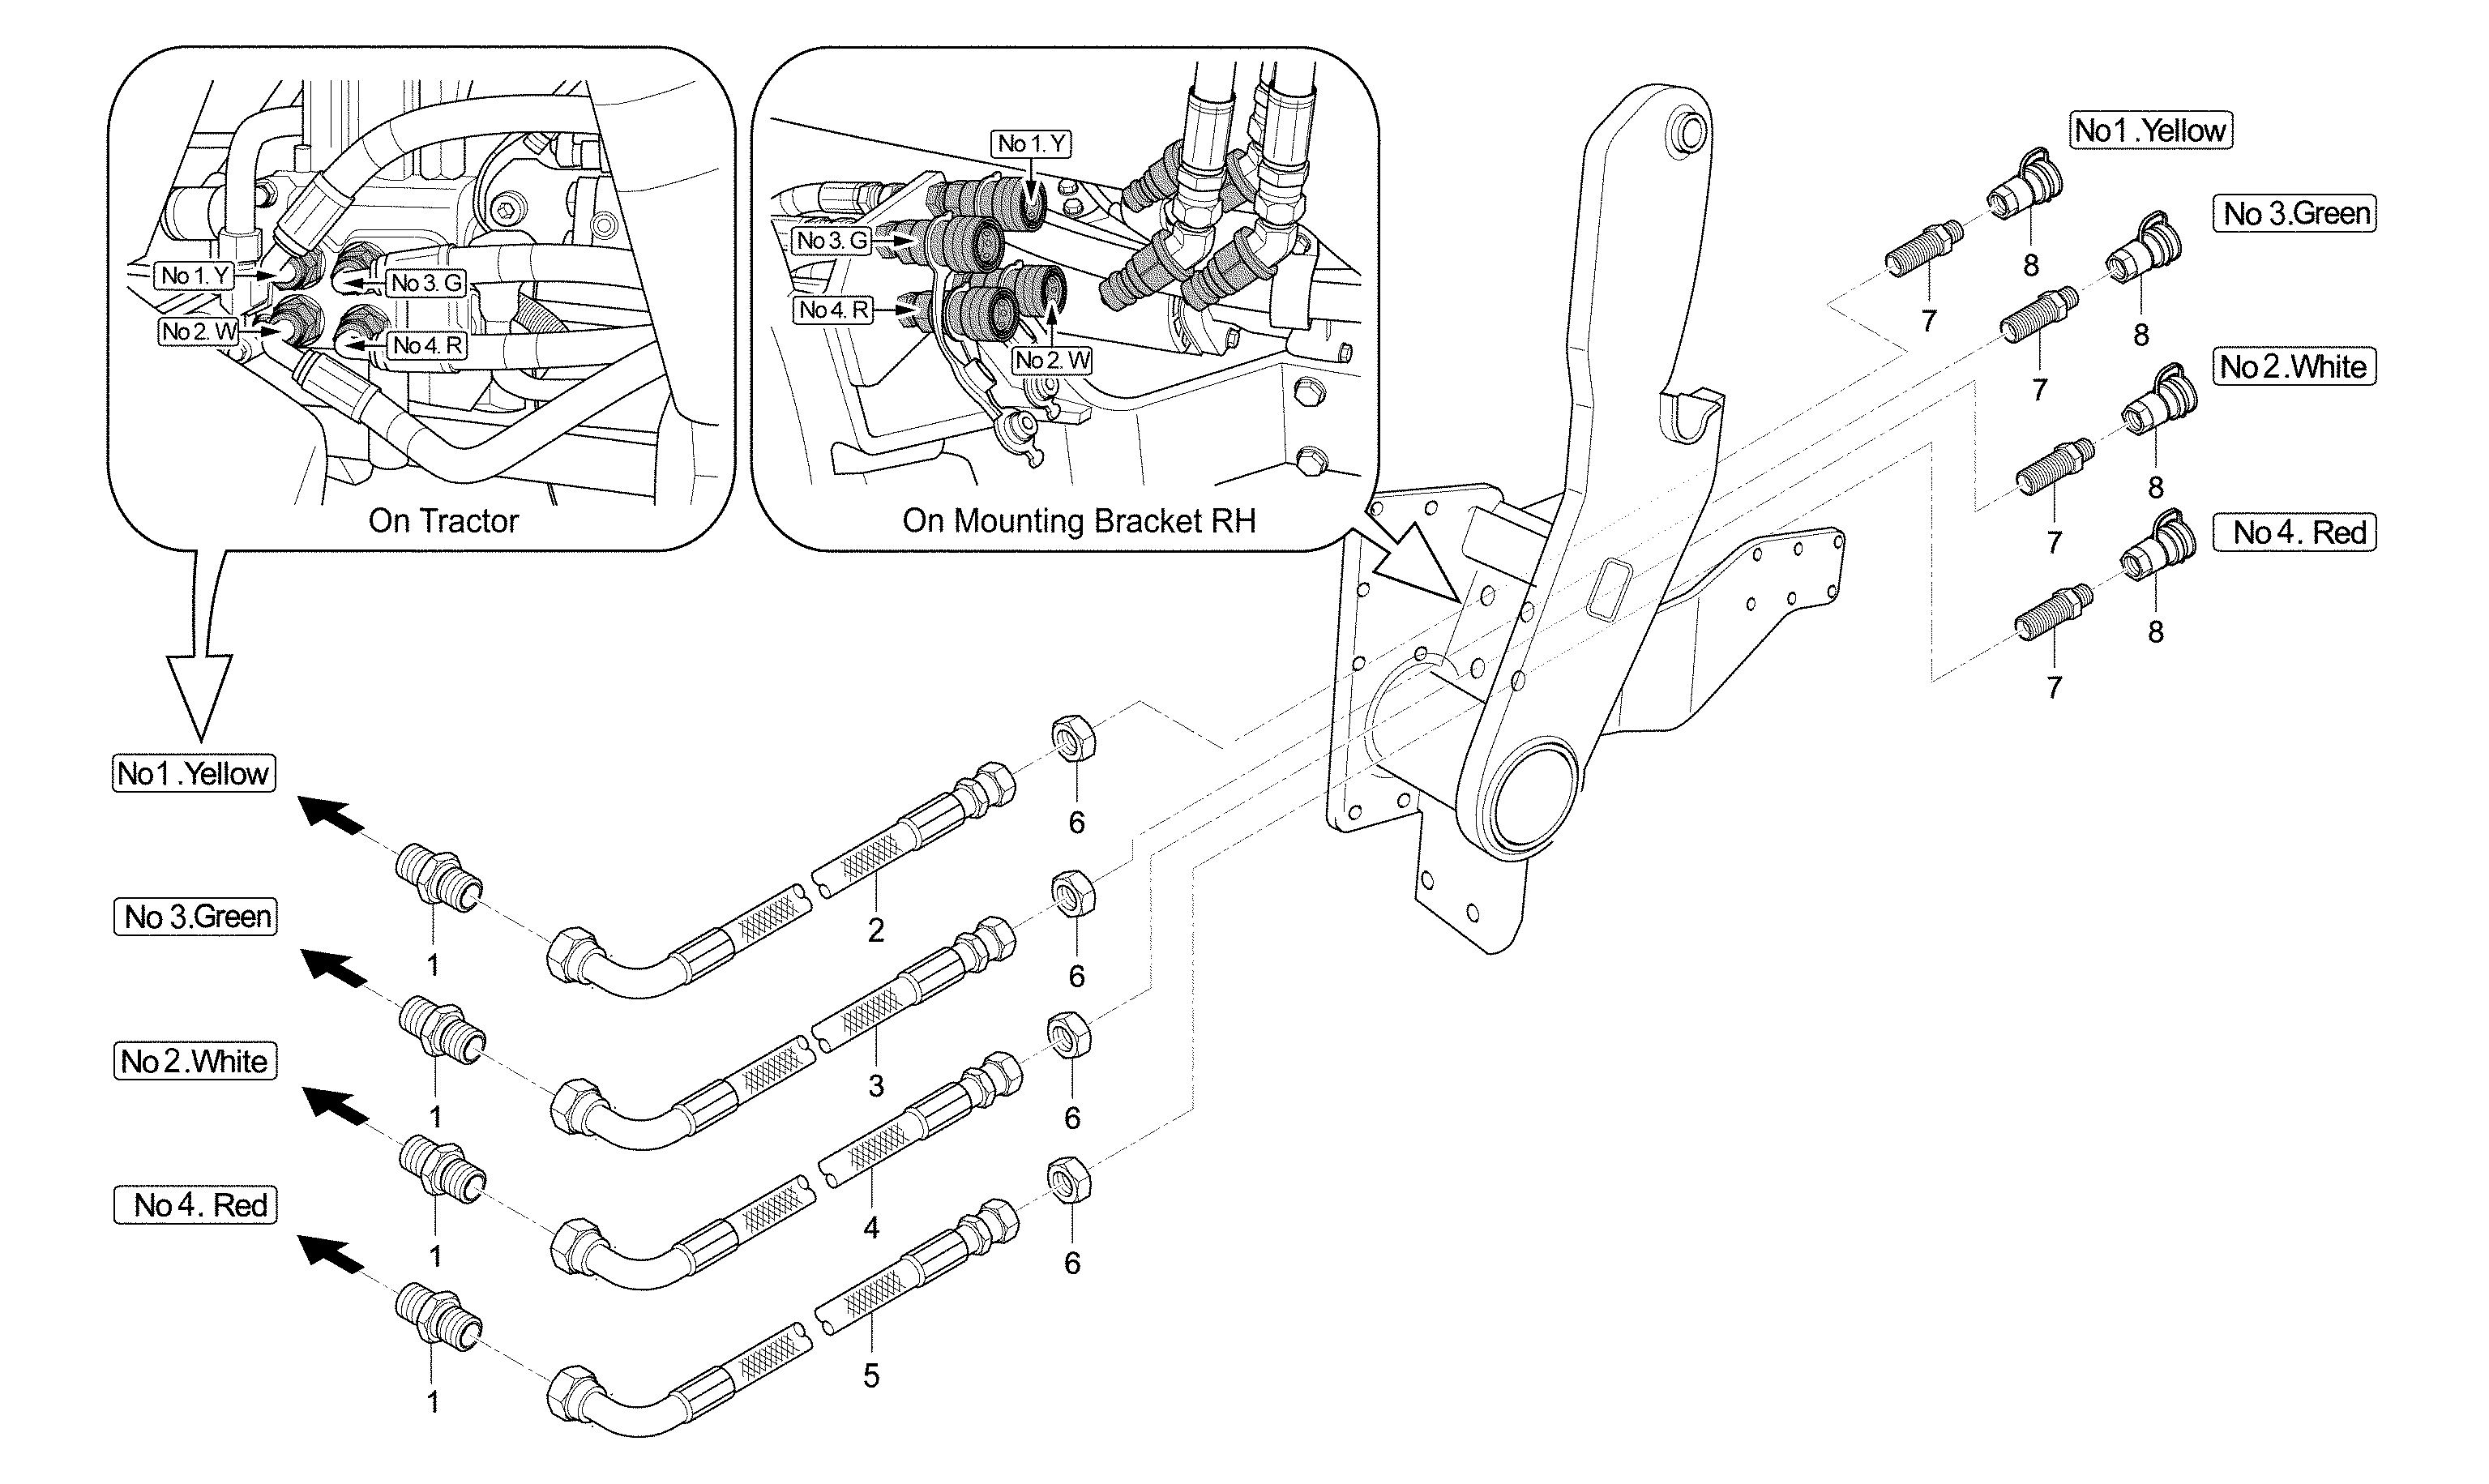 No 1. Y
No 3. G
No 2. W
No 4. R
On Tractor
No 1. Y
No 3. G
No 4. R
No 2. W
On Mounting Bracket RH
No1.Yellow
8
7
No 3.Green
8
7
No 2.White
8
7
No 4. Red
8
7
No1.Yellow
1
2
6
No 3.Green
1
3
6
No 2.White
1
4
6
No 4. Red
1
5
6